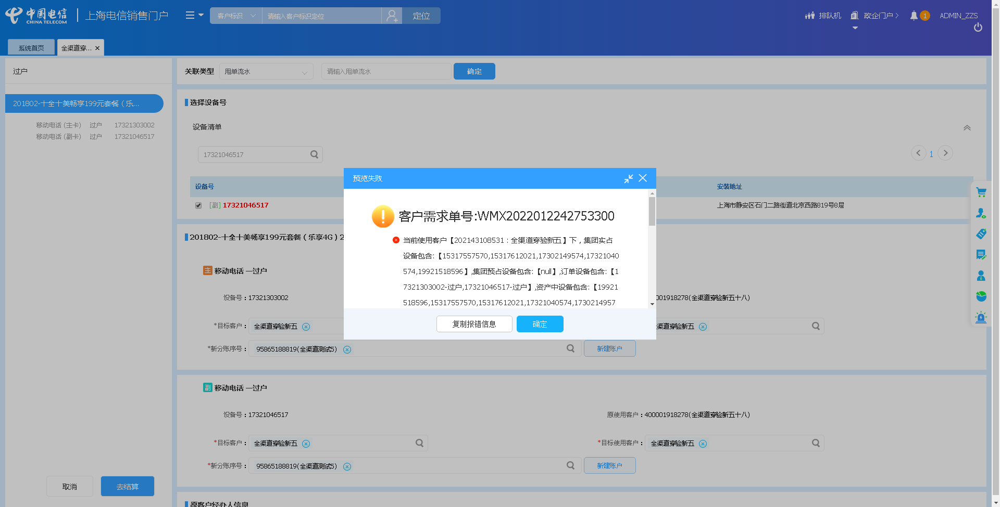 中国电信
CHINA TELECOM
上海电信销售门户
客户标识
请输入客户标识定位
定位
排队机
政企门户
1
ADMIN_ZZS
系统首页
全渠道穿...
过户
201802-十全十美畅享199元套餐（乐...
移动电话 (主卡) 过户 17321303002
移动电话 (副卡) 过户 17321046517
取消
去结算
关联类型
甩单流水
请输入甩单流水
确定
选择设备号
设备清单
17321046517
1
设备号
安装地址
[副] 17321046517
上海市静安区石门二路街道北京西路819号8层
201802-十全十美畅享199元套餐（乐享4G）2
主 移动电话 —过户
设备号：17321303002
001918278(全渠道穿验新五十八)
*目标客户：全渠道穿验新五
渠道穿验新五
*新分账序号：95865188819(全渠道测试5)
新建账户
副 移动电话 —过户
设备号：17321046517
原使用客户：400001918278(全渠道穿验新五十八)
*目标客户：全渠道穿验新五
*目标使用客户：全渠道穿验新五
*新分账序号：95865188819(全渠道测试5)
新建账户
原客户经办人信息
预览失败
客户需求单号:WMX2022012242753300
当前使用客户【202143108531：全渠道穿验新五】下，集团实占
设备包含:【15317557570,15317612021,17302149574,17321040
574,19921518596】,集团预占设备包含:【null】,订单设备包含:【1
7321303002-过户,17321046517-过户】,资产中设备包含:【19921
518596,15317557570,15317612021,17321040574,1730214957
复制报错信息
确定